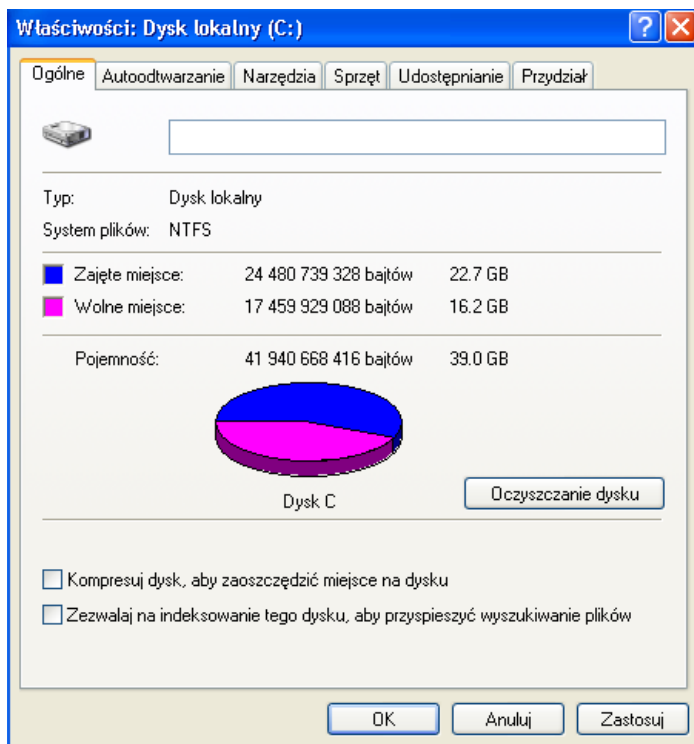 Właściwości: Dysk lokalny (C:)
Ogólne Autoodtwarzanie Narzędzia Sprzęt Udostępnianie Przydział
Typ: Dysk lokalny
System plików: NTFS
Zajęte miejsce: 24 480 739 328 bajtów 22.7 GB
Wolne miejsce: 17 459 929 088 bajtów 16.2 GB
Pojemność: 41 940 668 416 bajtów 39.0 GB
Dysk C
Oczyszczanie dysku
Kompresuj dysk, aby zaoszczędzić miejsce na dysku
Zezwalaj na indeksowanie tego dysku, aby przyspieszyć wyszukiwanie plików
OK Anuluj Zastosuj